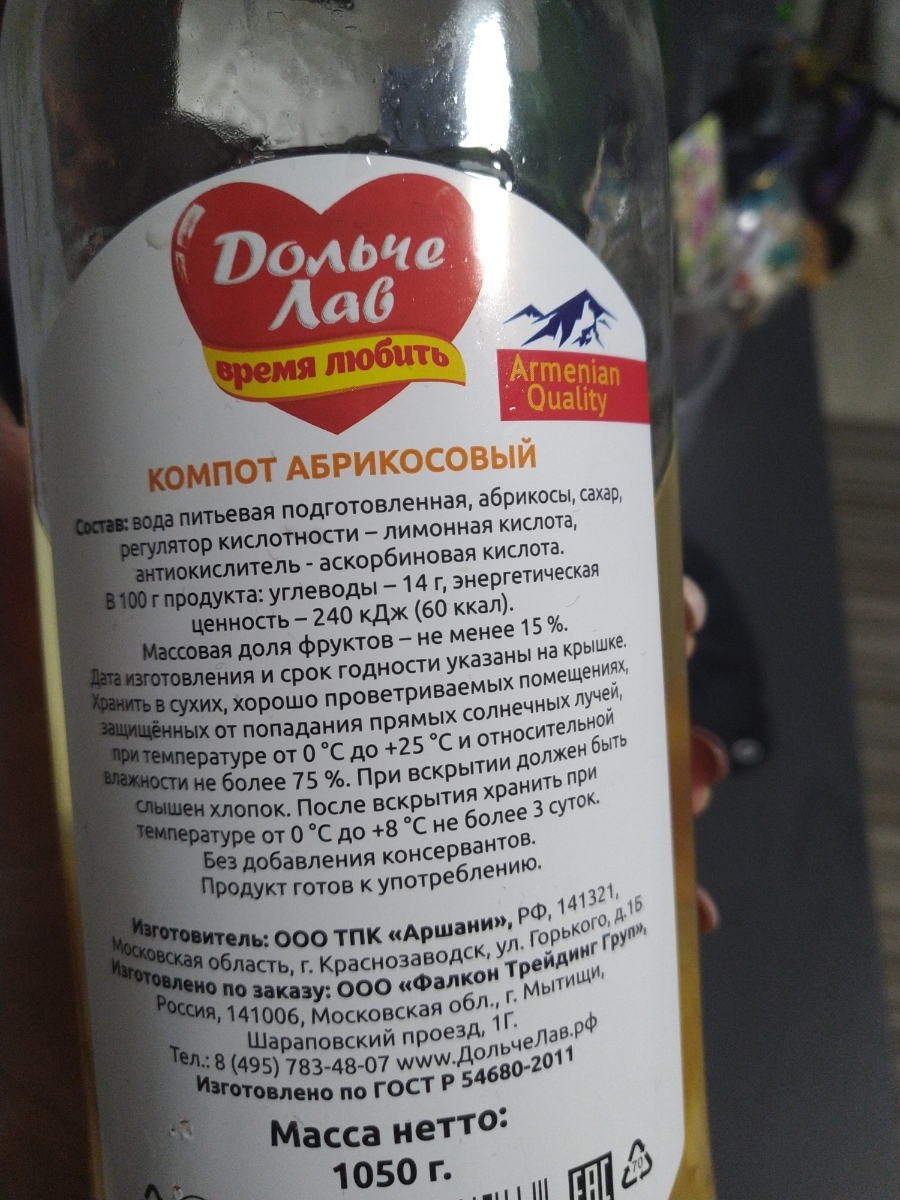 Дольче
Лав
время любить
Armenian
Quality
КОМПОТ АБРИКОСОВЫЙ
Состав: вода питьевая подготовленная, абрикосы, сахар,
регулятор кислотности – лимонная кислота,
антиокислитель - аскорбиновая кислота.
В 100 г продукта: углеводы – 14 г, энергетическая
ценность – 240 кДж (60 ккал).
Массовая доля фруктов – не менее 15 %.
Дата изготовления и срок годности указаны на крышке.
Хранить в сухих, хорошо проветриваемых помещениях,
защищённых от попадания прямых солнечных лучей,
при температуре от 0 °С до +25 °С и относительной
влажности не более 75 %. При вскрытии должен быть
слышен хлопок. После вскрытия хранить при
температуре от 0 °С до +8 °С не более 3 суток.
Без добавления консервантов.
Продукт готов к употреблению.
Изготовитель: ООО ТПК «Аршани», РФ, 141321,
Московская область, г. Краснозаводск, ул. Горького, д.1Б
Изготовлено по заказу: ООО «Фалкон Трейдинг Груп»,
Россия, 141006, Московская обл., г. Мытищи,
Шараповский проезд, 1Г.
Тел.: 8 (495) 783-48-07 www.ДольчеЛав.рф
Изготовлено по ГОСТ Р 54680-2011
Масса нетто:
1050 г.
EAC
70